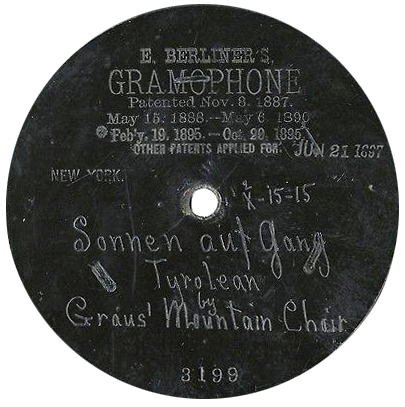 E. BERLINER'S,
GRAMOPHONE
Patented Nov. 8. 1887.
May 15. 1888.--May 6. 1890
Feb'y. 19. 1895.-- Oct. 29. 1895
OTHER PATENTS APPLIED FOR. JUN 21 1897
NEW YORK.
-15=15
Sonnen auf Gang
Tyrolean
by
Graus' Mountain Choir
3199